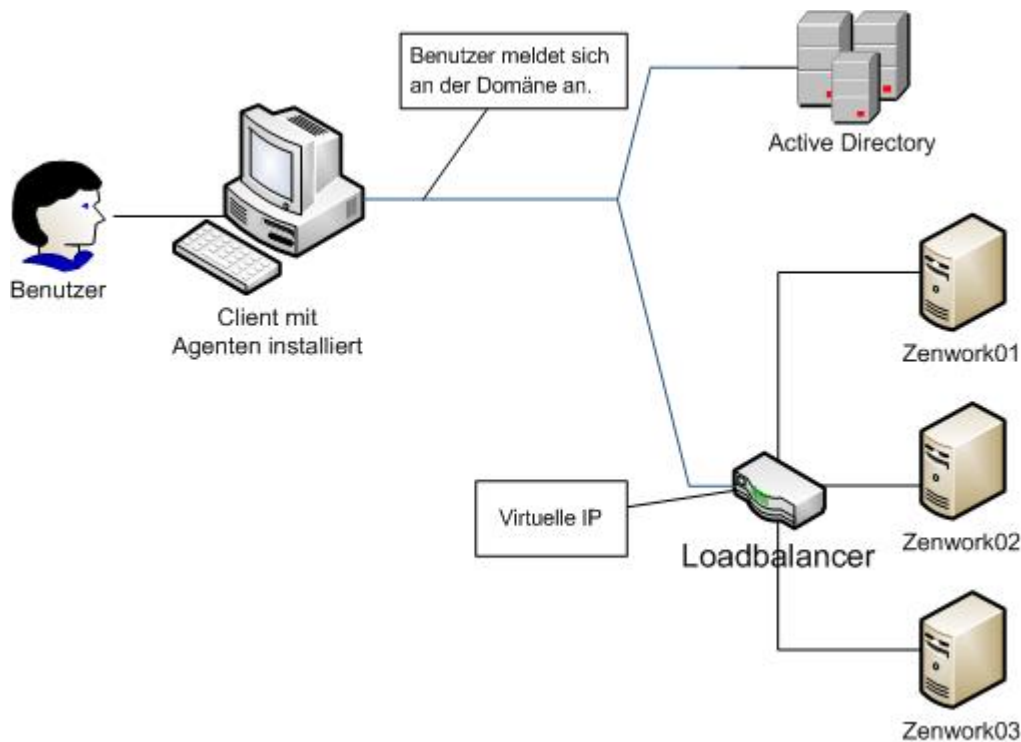 Benutzer meldet sich
an der Domäne an.
Active Directory
Benutzer
Client mit
Agenten installiert
Zenwork01
Virtuelle IP
Loadbalancer
Zenwork02
Zenwork03